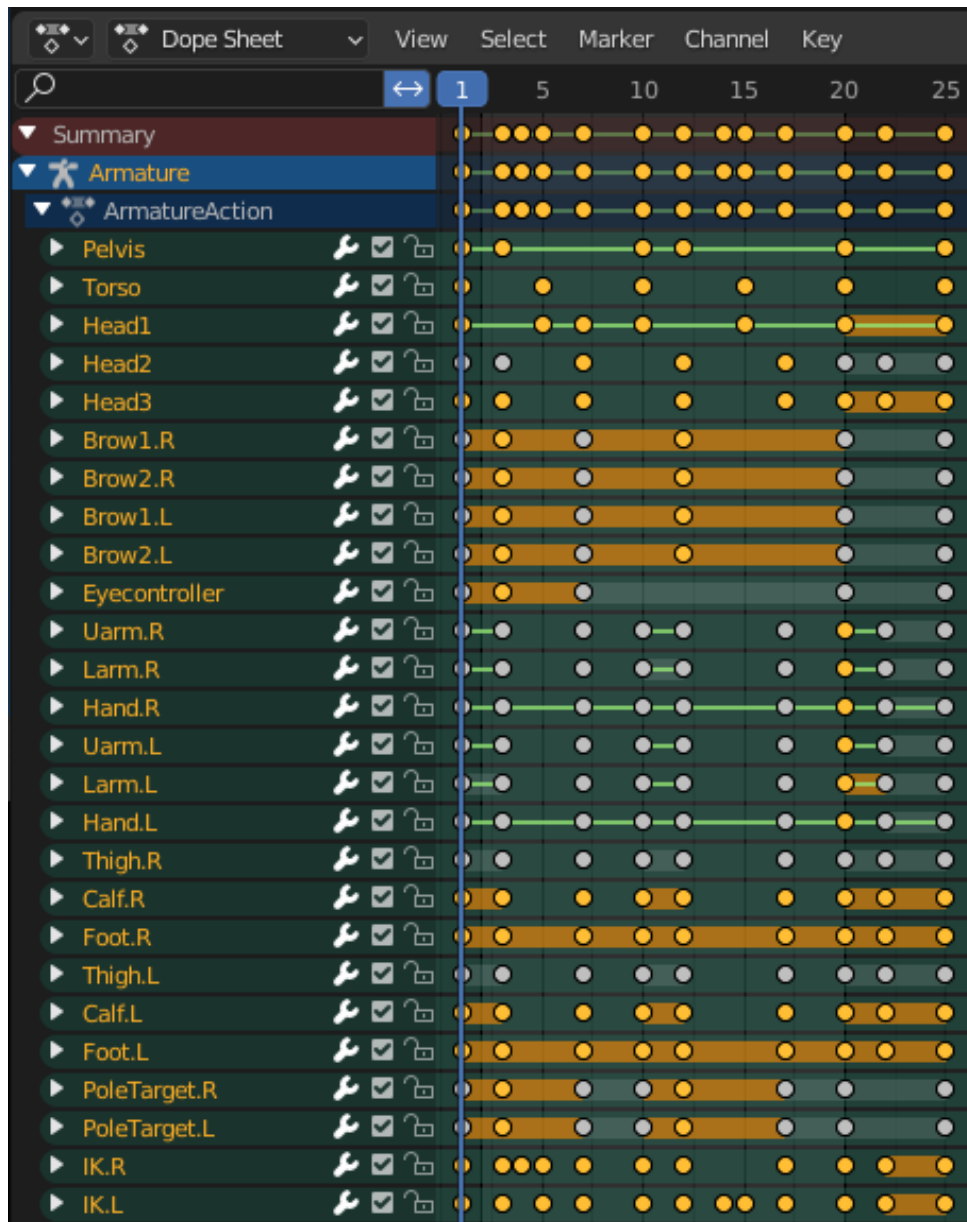 Dope Sheet View Select Marker Channel Key
1 5 10 15 20 25
Summary
Armature
ArmatureAction
Pelvis
Torso
Head1
Head2
Head3
Brow1.R
Brow2.R
Brow1.L
Brow2.L
Eyecontroller
Uarm.R
Larm.R
Hand.R
Uarm.L
Larm.L
Hand.L
Thigh.R
Calf.R
Foot.R
Thigh.L
Calf.L
Foot.L
PoleTarget.R
PoleTarget.L
IK.R
IK.L